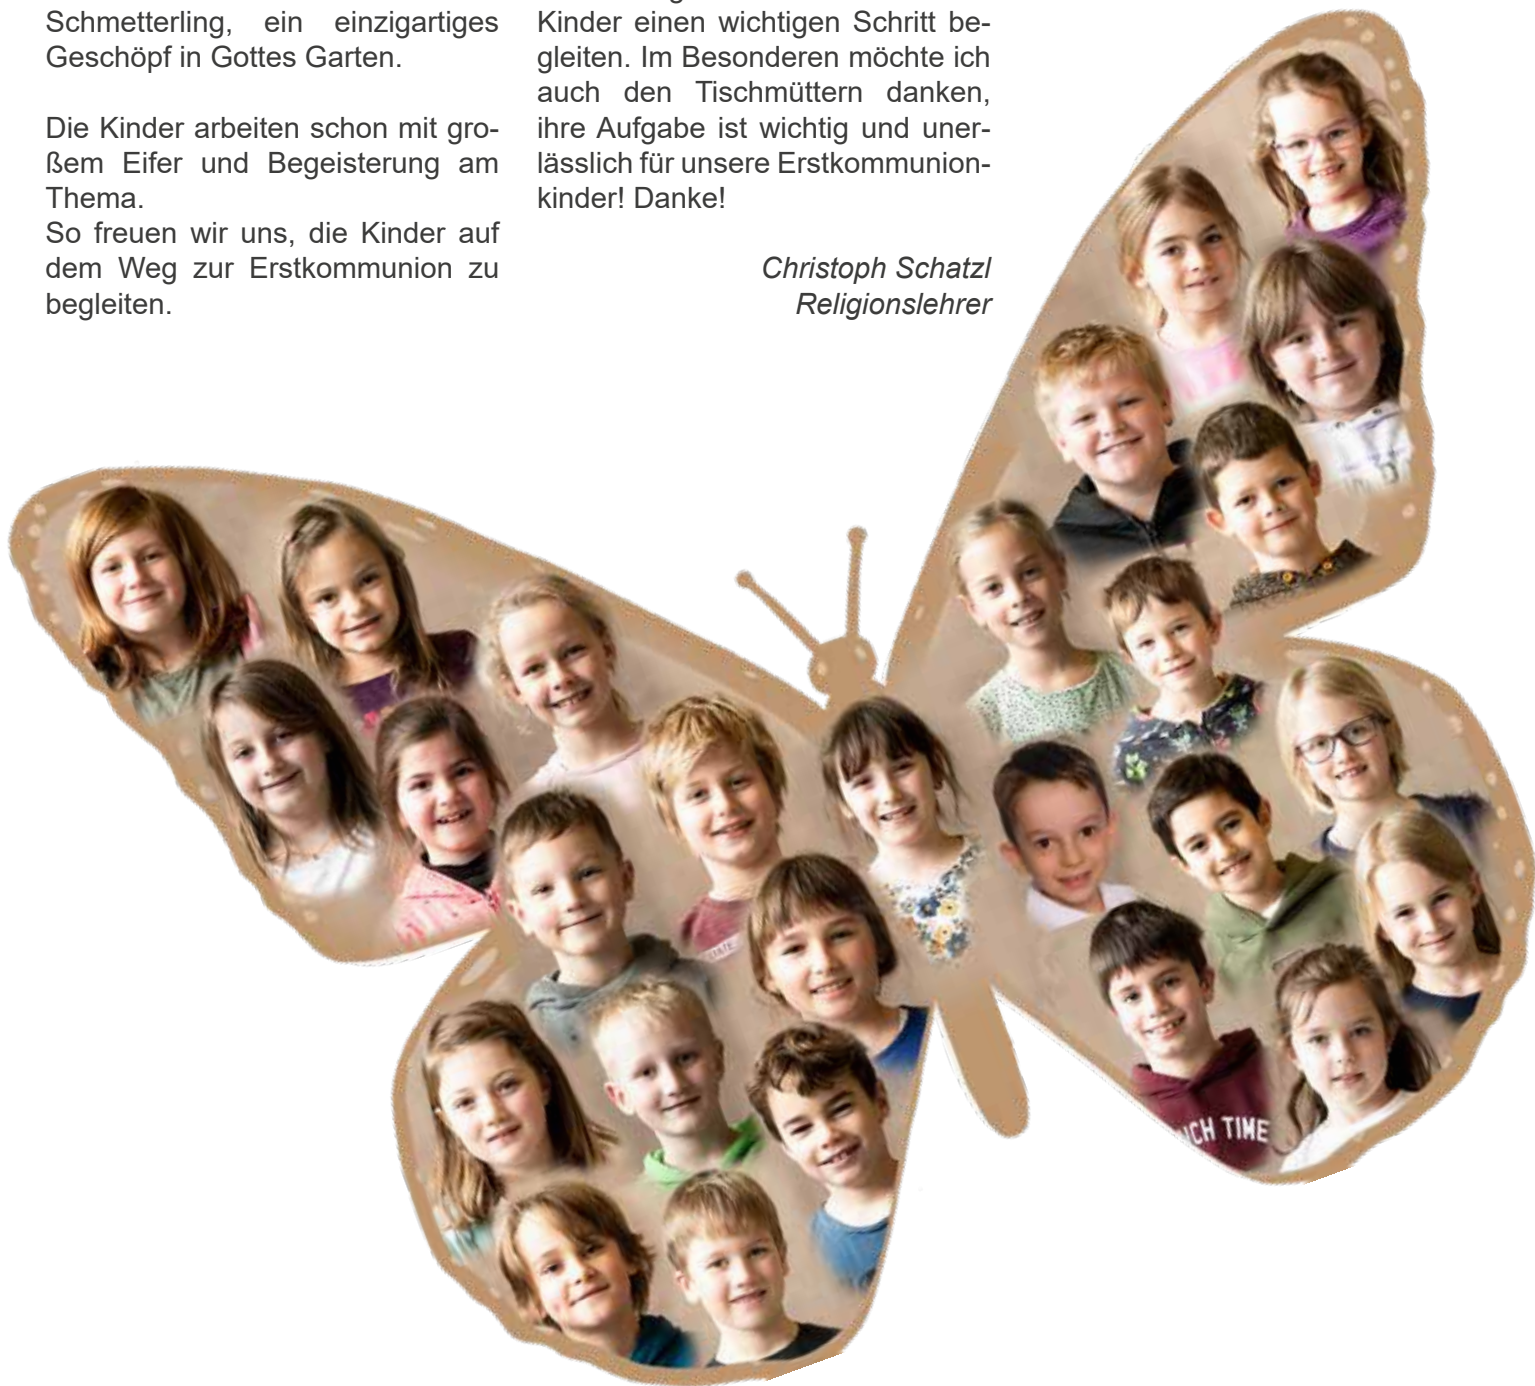 Schmetterling, ein einzigartiges
Geschöpf in Gottes Garten.
Die Kinder arbeiten schon mit gro-
ßem Eifer und Begeisterung am
Thema.
So freuen wir uns, die Kinder auf
dem Weg zur Erstkommunion zu
begleiten.
Kinder einen wichtigen Schritt be-
gleiten. Im Besonderen möchte ich
auch den Tischmüttern danken,
ihre Aufgabe ist wichtig und uner-
lässlich für unsere Erstkommunion-
kinder! Danke!
Christoph Schatzl
Religionslehrer
TIME